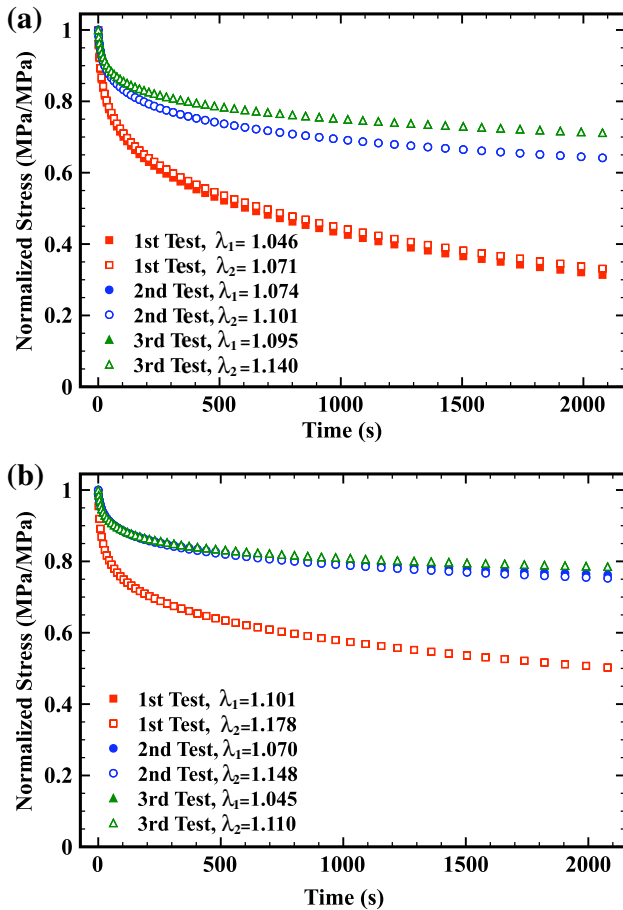 (a)
Normalized Stress (MPa/MPa)
1
0.8
0.6
0.4
0.2
0
1st Test, λ1= 1.046
1st Test, λ2= 1.071
2nd Test, λ1= 1.074
2nd Test, λ2= 1.101
3rd Test, λ1= 1.095
3rd Test, λ2= 1.140
0 500 1000 1500 2000
Time (s)
(b)
Normalized Stress (MPa/MPa)
1
0.8
0.6
0.4
0.2
0
1st Test, λ1=1.101
1st Test, λ2=1.178
2nd Test, λ1=1.070
2nd Test, λ2=1.148
3rd Test, λ1=1.045
3rd Test, λ2=1.110
0 500 1000 1500 2000
Time (s)